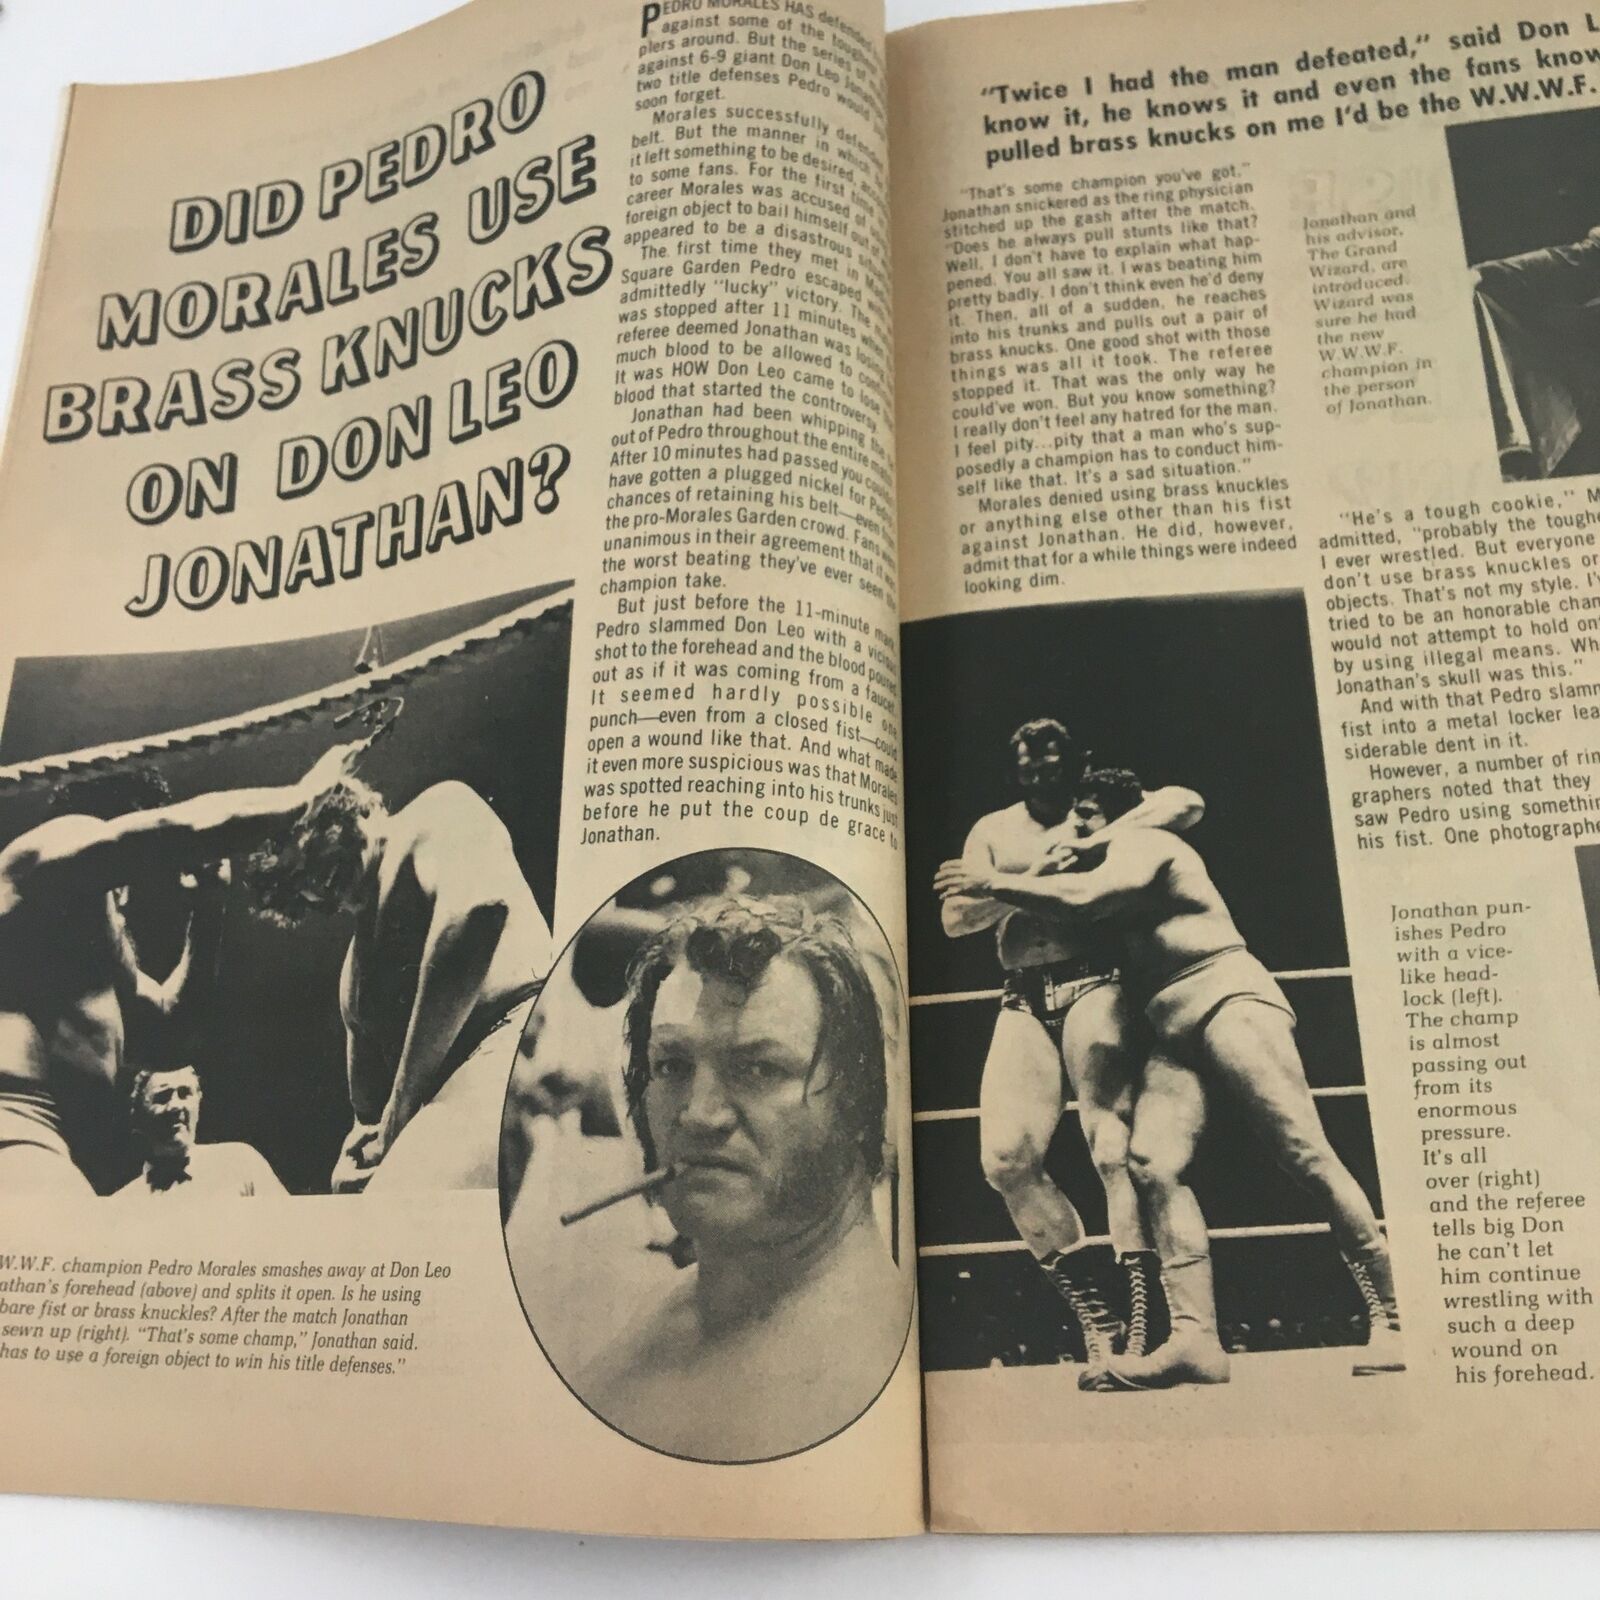 DID PEDRO
MORALES USE
BRASS KNUCKS
ON DON LEO
JONATHAN?
PEDRO MORALES HAS defended
against some of the toughest
plers around. But the series of
against 6-9 giant Don Leo Jonathan
two title defenses Pedro would
soon forget.
Morales successfully defended
belt. But the manner in which he
it left something to be desired,
to some fans. For the first time
career Morales was accused of
foreign object to bail himself out of
appeared to be a disastrous situation
The first time they met in
Square Garden Pedro escaped with
admittedly "lucky" victory. The
was stopped after 11 minutes when
referee deemed Jonathan was losing
much blood to be allowed to continue
It was HOW Don Leo came to lose
blood that started the controversy.
Jonathan had been whipping the
out of Pedro throughout the entire match
After 10 minutes had passed you couldn't
have gotten a plugged nickel for Pedro's
chances of retaining his belt—even from
the pro-Morales Garden crowd. Fans were
unanimous in their agreement that it was
the worst beating they've ever seen the
champion take.
But just before the 11-minute mark,
Pedro slammed Don Leo with a vicious
shot to the forehead and the blood poured
out as if it was coming from a faucet.
It seemed hardly possible one
punch—even from a closed fist—could
open a wound like that. And what made
it even more suspicious was that Morales
was spotted reaching into his trunks just
before he put the coup de grace to
Jonathan.
W.W.F. champion Pedro Morales smashes away at Don Leo
athan's forehead (above) and splits it open. Is he using
bare fist or brass knuckles? After the match Jonathan
sewn up (right). "That's some champ," Jonathan said.
has to use a foreign object to win his title defenses."
"Twice I had the man defeated," said Don L
know it, he knows it and even the fans know
pulled brass knucks on me I'd be the W.W.W.F.
"That's some champion you've got,"
Jonathan snickered as the ring physician
stitched up the gash after the match.
"Does he always pull stunts like that?
Well, I don't have to explain what hap-
pened. You all saw it. I was beating him
pretty badly. I don't think even he'd deny
it. Then, all of a sudden, he reaches
into his trunks and pulls out a pair of
brass knucks. One good shot with those
things was all it took. The referee
stopped it. That was the only way he
could've won. But you know something?
I really don't feel any hatred for the man.
I feel pity...pity that a man who's sup-
posedly a champion has to conduct him-
self like that. It's a sad situation."
Morales denied using brass knuckles
or anything else other than his fist
against Jonathan. He did, however,
admit that for a while things were indeed
looking dim.
Jonathan and
his advisor,
The Grand
Wizard, are
introduced.
Wizard was
sure he had
the new
W.W.W.F.
champion in
the person
of Jonathan.
"He's a tough cookie," M
admitted, "probably the toughe
I ever wrestled. But everyone
don't use brass knuckles or
objects. That's not my style. I'
tried to be an honorable cham
would not attempt to hold ont
by using illegal means. Wh
Jonathan's skull was this."
And with that Pedro slamm
fist into a metal locker lea
siderable dent in it.
However, a number of rin
graphers noted that they
saw Pedro using somethin
his fist. One photographe
Jonathan pun-
ishes Pedro
with a vice-
like head-
lock (left).
The champ
is almost
passing out
from its
enormous
pressure.
It's all
over (right)
and the referee
tells big Don
he can't let
him continue
wrestling with
such a deep
wound on
his forehead.